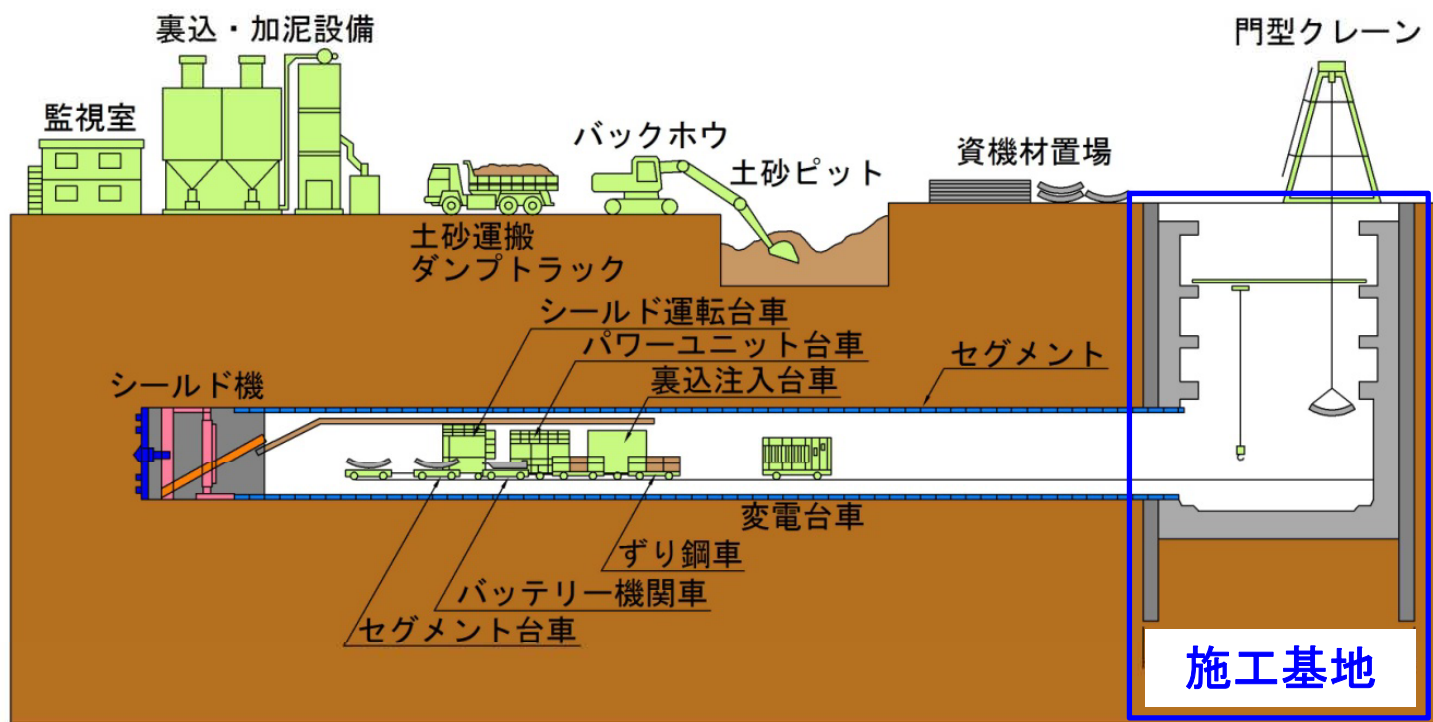 裏込・加泥設備
門型クレーン
監視室
バックホウ
土砂ピット
資機材置場
土砂運搬
ダンプトラック
シールド運転台車
パワーユニット台車
裏込注入台車
セグメント
シールド機
変電台車
ずり鋼車
バッテリー機関車
セグメント台車
施工基地